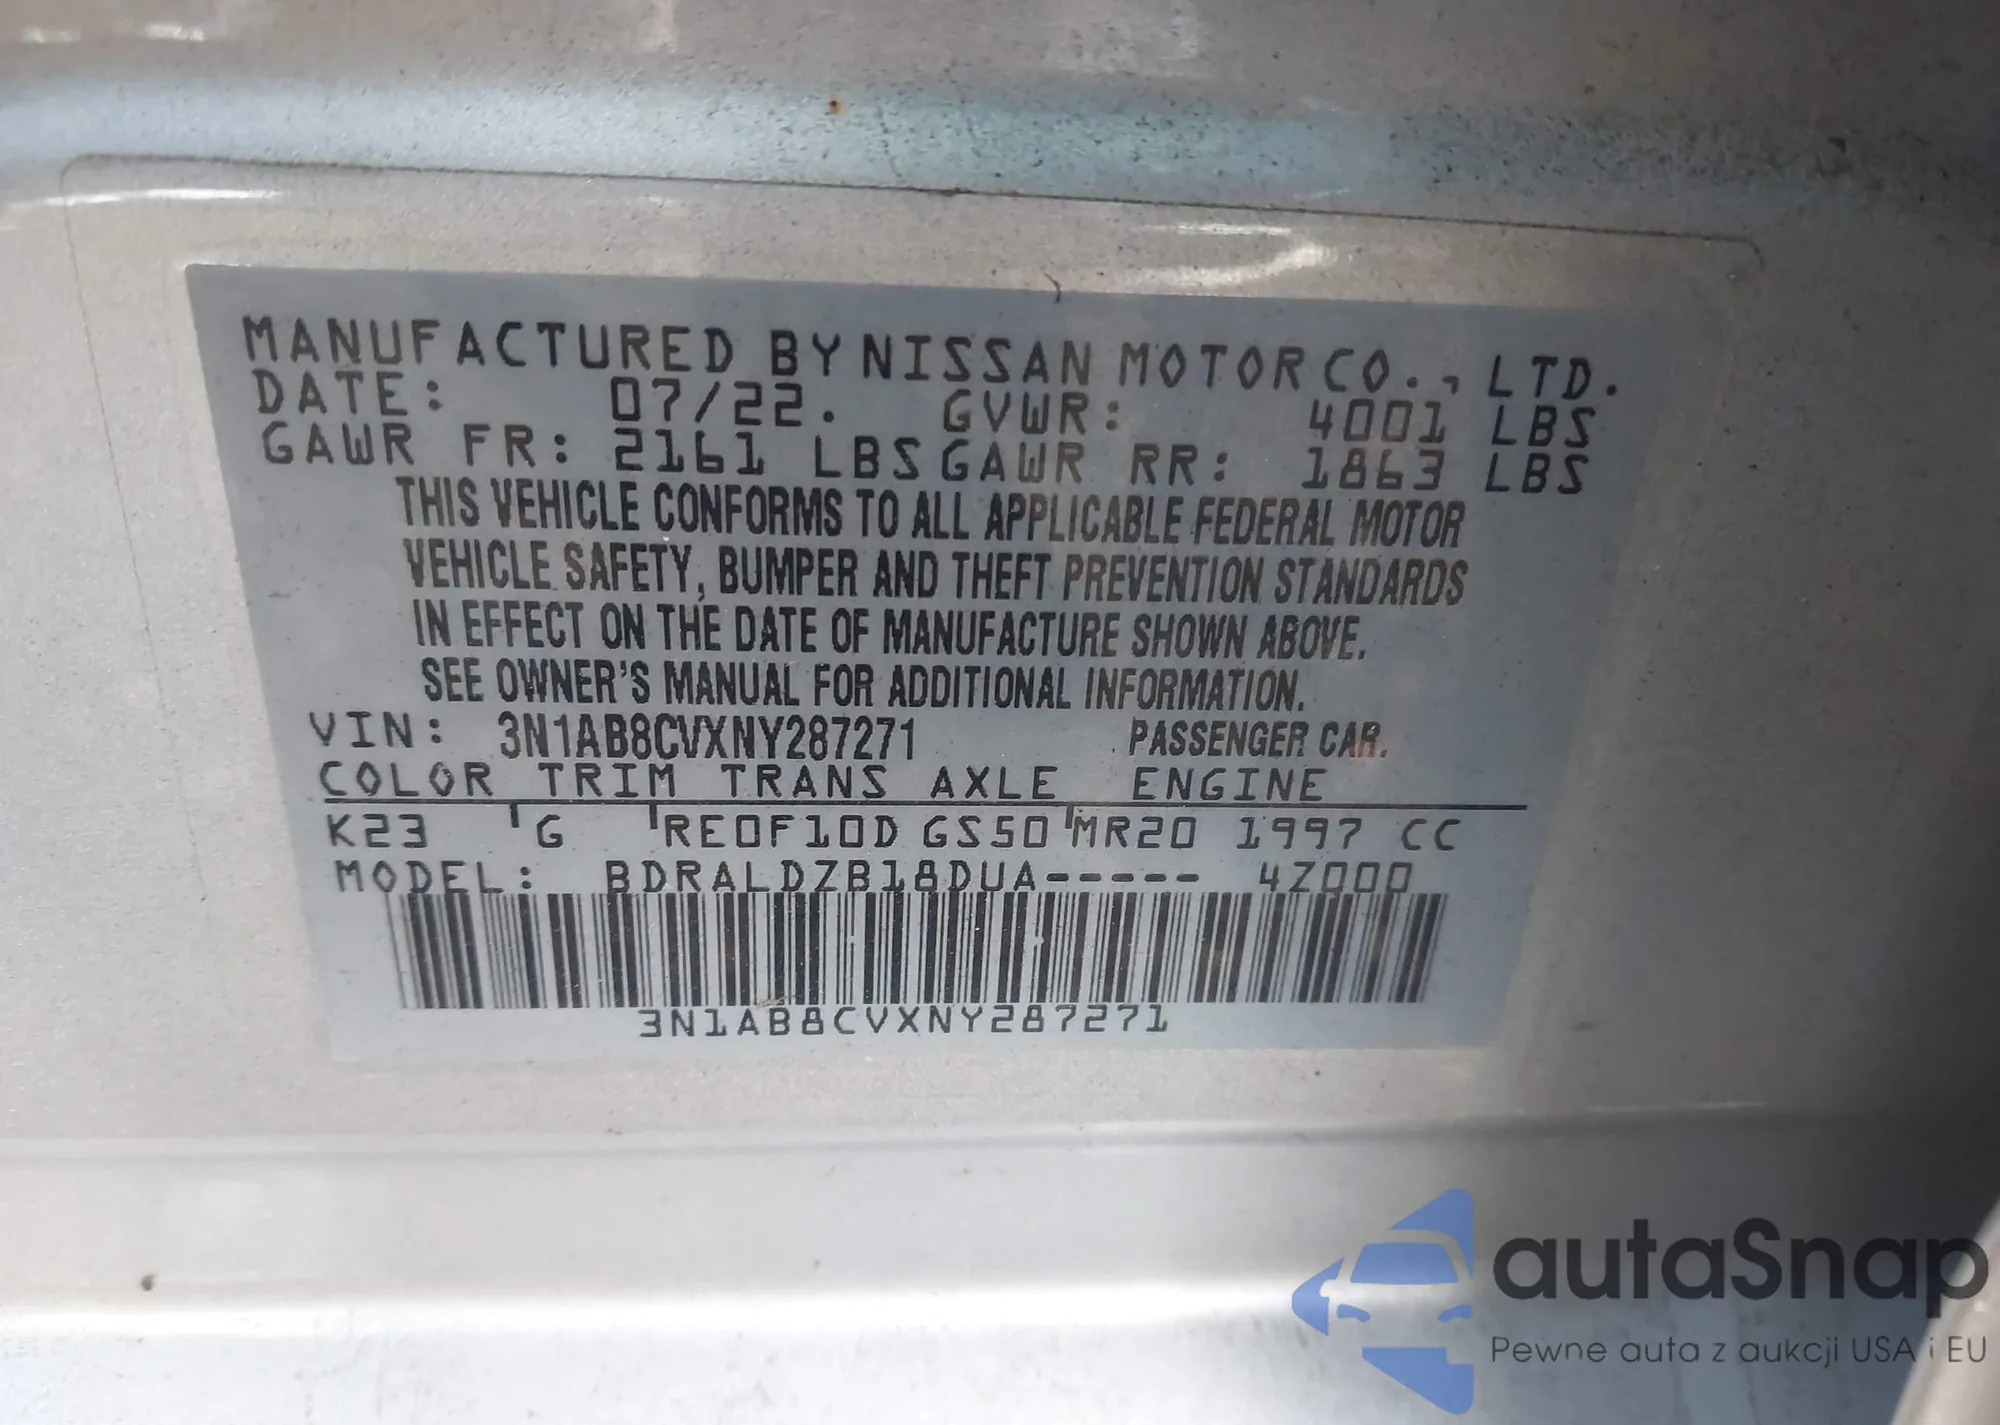 MANUFACTURED BY NISSAN MOTOR CO., LTD.
DATE: 07/22. GVWR: 4001 LBS
GAWR FR: 2161 LBS GAWR RR: 1863 LBS
THIS VEHICLE CONFORMS TO ALL APPLICABLE FEDERAL MOTOR
VEHICLE SAFETY, BUMPER AND THEFT PREVENTION STANDARDS
IN EFFECT ON THE DATE OF MANUFACTURE SHOWN ABOVE.
SEE OWNER'S MANUAL FOR ADDITIONAL INFORMATION.
VIN: 3N1AB8CVXNY287271 PASSENGER CAR.
COLOR TRIM TRANS AXLE ENGINE
K23 G RE0F10D GS50 MR20 1997 CC
MODEL: BDRALDZB18DUA----- 4Z000
3N1AB8CVXNY287271
autaSnap
Pewne auta z aukcji USA i EU